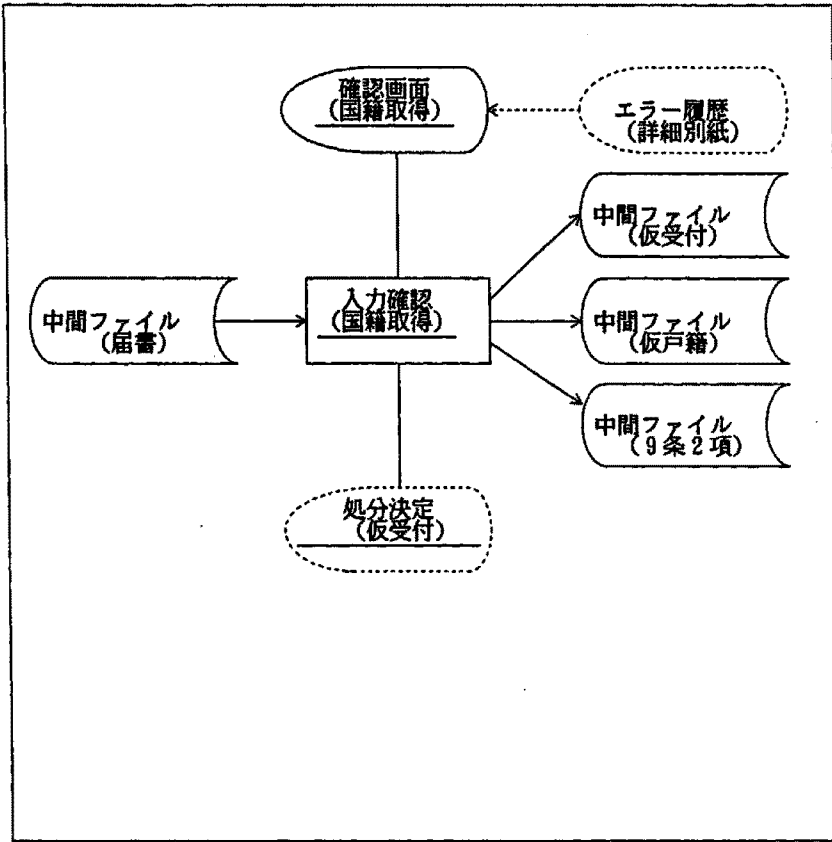 確認画面
(国籍取得)
エラー履歴
(詳細別紙)
中間ファイル
(仮受付)
中間ファイル
(届書)
入力確認
(国籍取得)
中間ファイル
(仮戸籍)
中間ファイル
(9条2項)
処分決定
(仮受付)